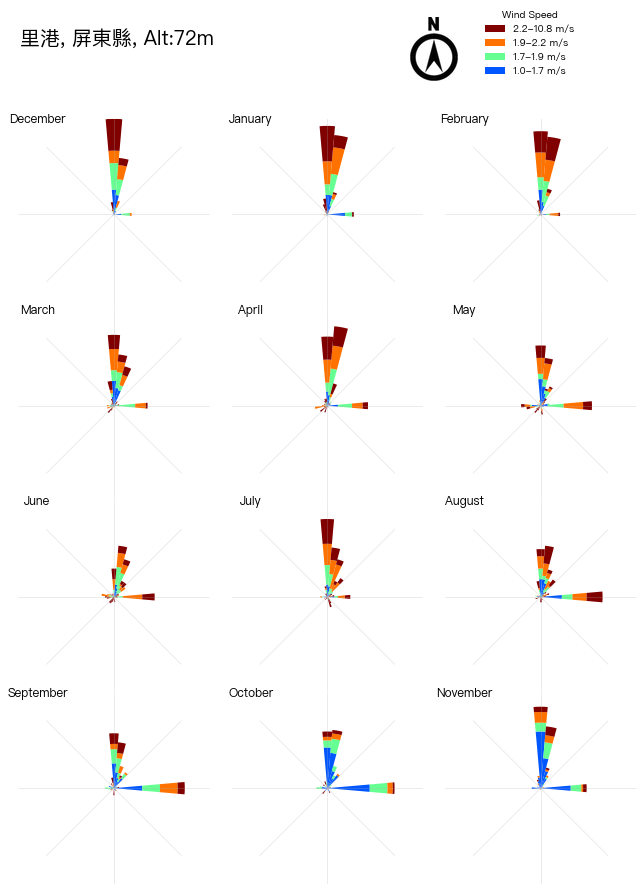 里港, 屏東縣, Alt:72m
N
Wind Speed
2.2–10.8 m/s
1.9–2.2 m/s
1.7–1.9 m/s
1.0–1.7 m/s
December
January
February
March
April
May
June
July
August
September
October
November